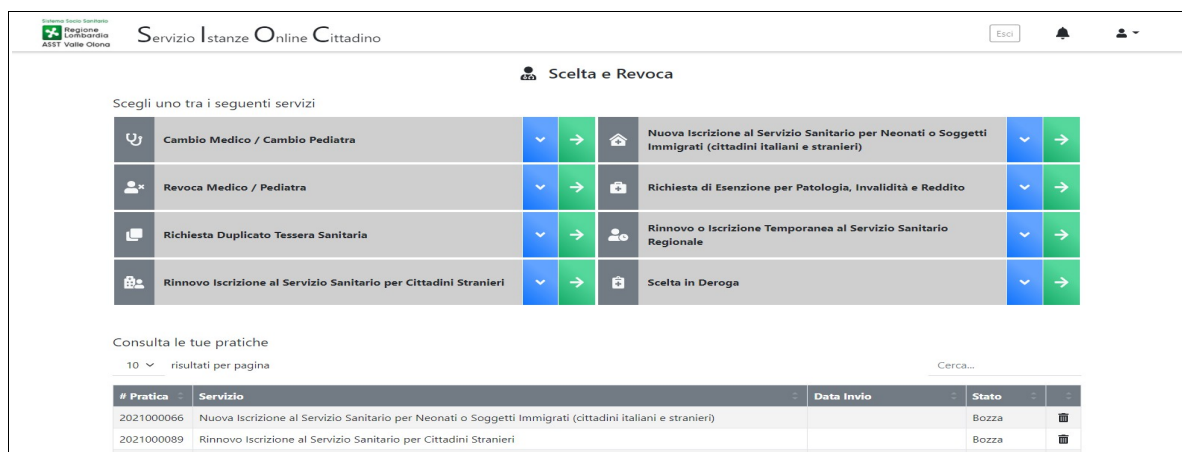 Sistema Socio Sanitario
Regione
Lombardia
ASST Valle Olona
Servizio Istanze Online Cittadino
Esci
Scelta e Revoca
Scegli uno tra i seguenti servizi
Cambio Medico / Cambio Pediatra
Nuova Iscrizione al Servizio Sanitario per Neonati o Soggetti
Immigrati (cittadini italiani e stranieri)
Revoca Medico / Pediatra
Richiesta di Esenzione per Patologia, Invalidità e Reddito
Richiesta Duplicato Tessera Sanitaria
Rinnovo o Iscrizione Temporanea al Servizio Sanitario
Regionale
Rinnovo Iscrizione al Servizio Sanitario per Cittadini Stranieri
Scelta in Deroga
Consulta le tue pratiche
10 risultati per pagina
Cerca...
# Pratica Servizio Data Invio Stato
2021000066 Nuova Iscrizione al Servizio Sanitario per Neonati o Soggetti Immigrati (cittadini italiani e stranieri) Bozza
2021000089 Rinnovo Iscrizione al Servizio Sanitario per Cittadini Stranieri Bozza